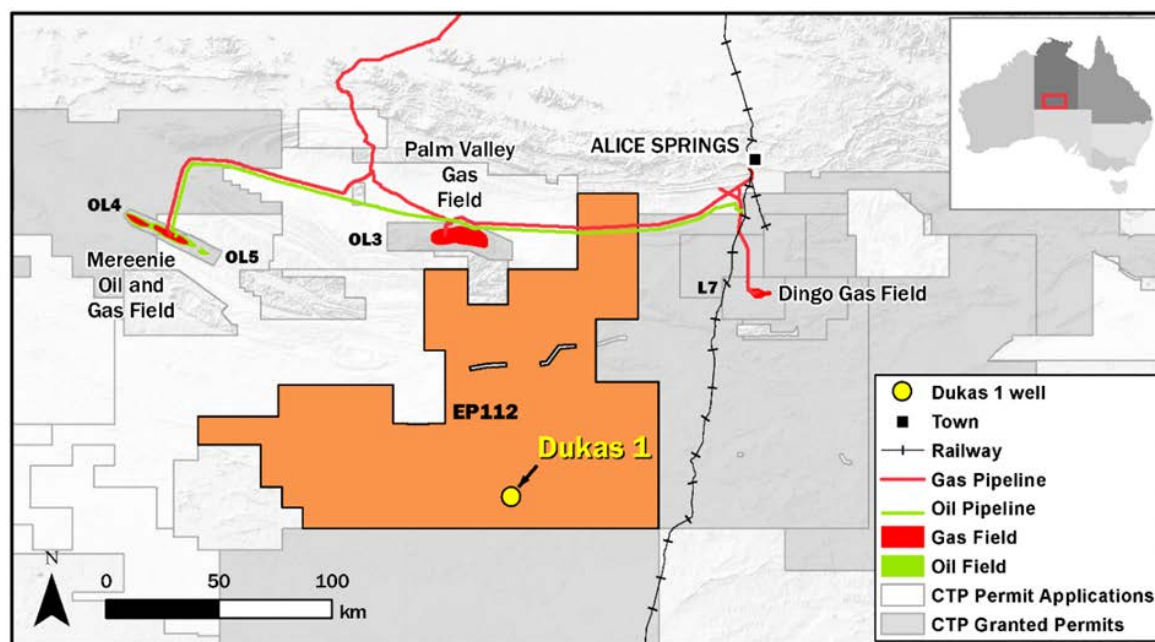 Palm Valley
Gas
Field
ALICE SPRINGS
OL4
OL3
OL5
Mereenie
Oil and
Gas Field
L7
Dingo Gas Field
EP112
Dukas 1
N
0 50 100
km
Dukas 1 well
Town
Railway
Gas Pipeline
Oil Pipeline
Gas Field
Oil Field
CTP Permit Applications
CTP Granted Permits